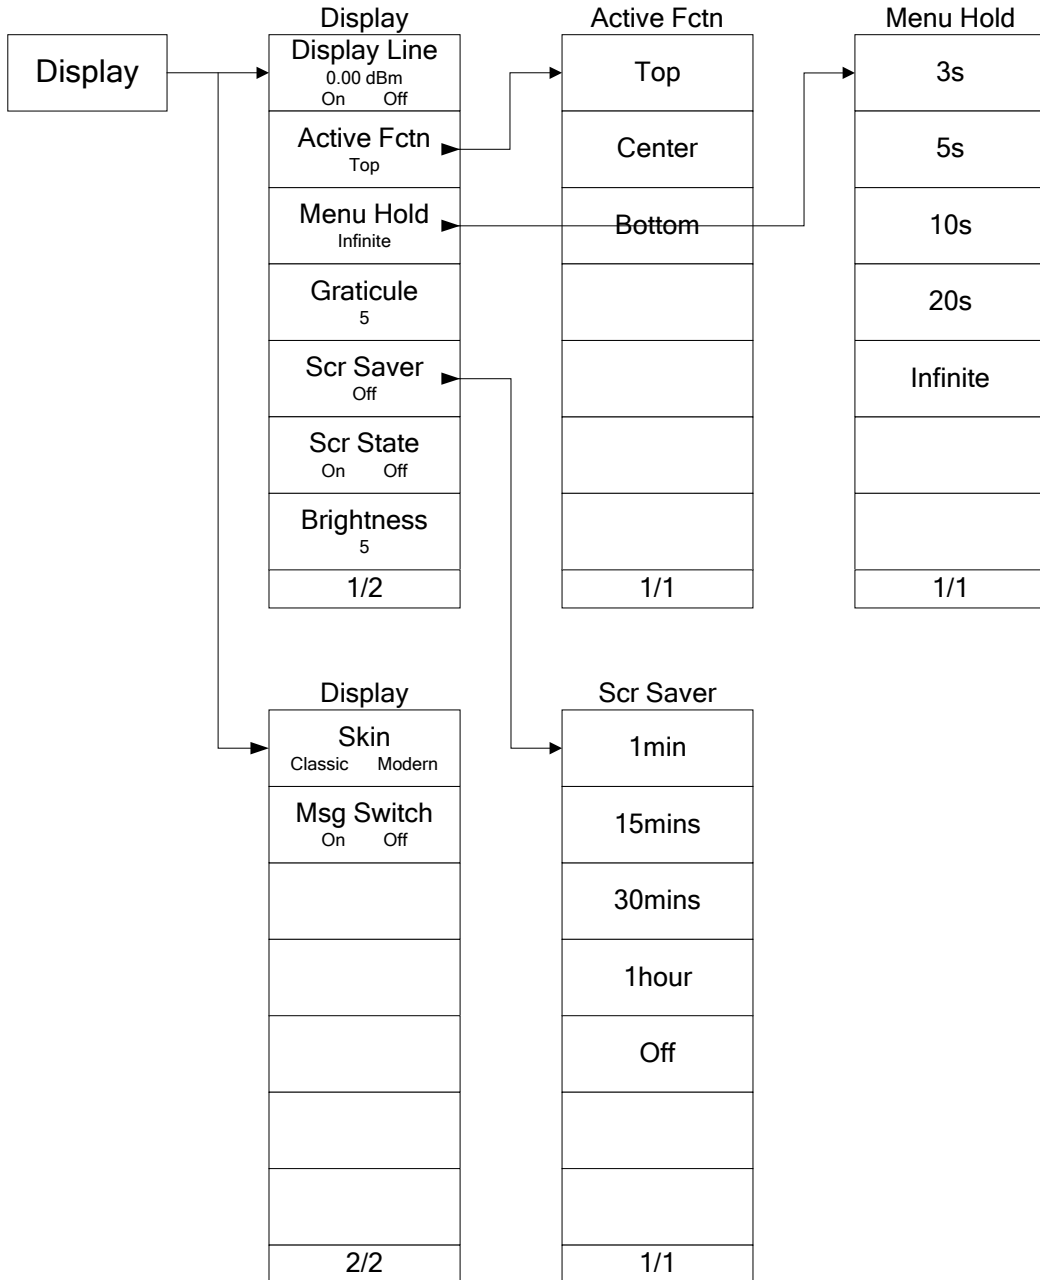 Display
Display
Display Line
0.00 dBm
On Off
Active Fctn
Top
Menu Hold
Infinite
Graticule
5
Scr Saver
Off
Scr State
On Off
Brightness
5
1/2
Active Fctn
Top
Center
Bottom
1/1
Menu Hold
3s
5s
10s
20s
Infinite
1/1
Display
Skin
Classic Modern
Msg Switch
On Off
2/2
Scr Saver
1min
15mins
30mins
1hour
Off
1/1